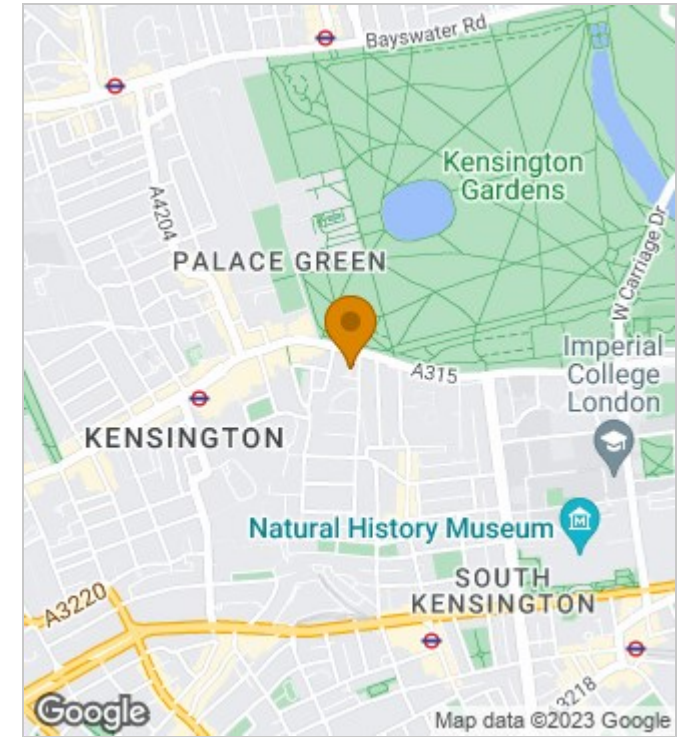 Bayswater Rd
Kensington
Gardens
A4204
W Carriage Dr
PALACE GREEN
Imperial
College
London
A315
KENSINGTON
Natural History Museum
SOUTH
KENSINGTON
A3220
A3218
Google
Map data ©2023 Google